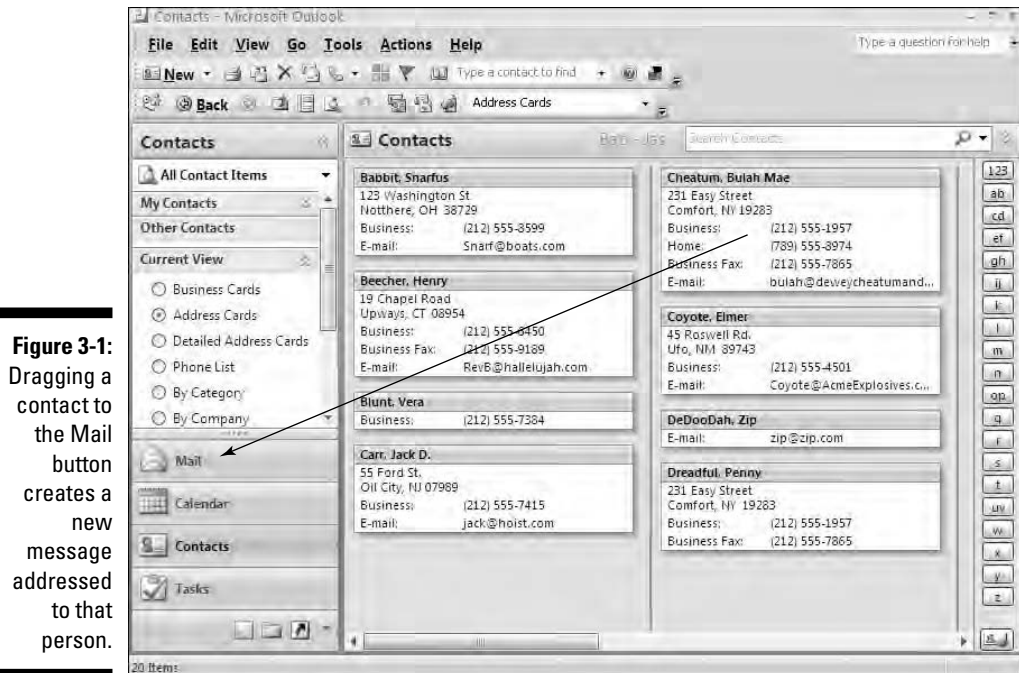 Contacts - Microsoft Outlook
File Edit View Go Tools Actions Help
Type a question for help
New
Type a contact to find
Back
Address Cards
Contacts
All Contact Items
My Contacts
Other Contacts
Current View
Business Cards
Address Cards
Detailed Address Cards
Phone List
By Category
By Company
Mail
Calendar
Contacts
Tasks
Contacts
Bab - Jas
Search Contacts
Babbit, Snarfus
123 Washington St
Notthere, OH 38729
Business: (212) 555-3599
E-mail: Snarf@boats.com
Beecher, Henry
19 Chapel Road
Upways, CT 08954
Business: (212) 555-6450
Business Fax: (212) 555-9189
E-mail: RevB@hallelujah.com
Blunt, Vera
Business: (212) 555-7384
Carr, Jack D.
55 Ford St.
Oil City, NJ 07989
Business: (212) 555-7415
E-mail: jack@hoist.com
Cheatum, Bulah Mae
231 Easy Street
Comfort, NV 19283
Business: (212) 555-1957
Home: (789) 555-3974
Business Fax: (212) 555-7865
E-mail: bulah@deweycheatumand...
Coyote, Elmer
45 Roswell Rd.
Ufo, NM 89743
Business: (212) 555-4501
E-mail: Coyote@AcmeExplosives.c...
DeDooDah, Zip
E-mail: zip@zip.com
Dreadful, Penny
231 Easy Street
Comfort, NV 19283
Business: (212) 555-1957
Business Fax: (212) 555-7865
123
ab
cd
ef
gh
ij
k
l
m
n
op
q
r
s
t
uv
w
x
y
z
20 Items
Figure 3-1:
Dragging a
contact to
the Mail
button
creates a
new
message
addressed
to that
person.